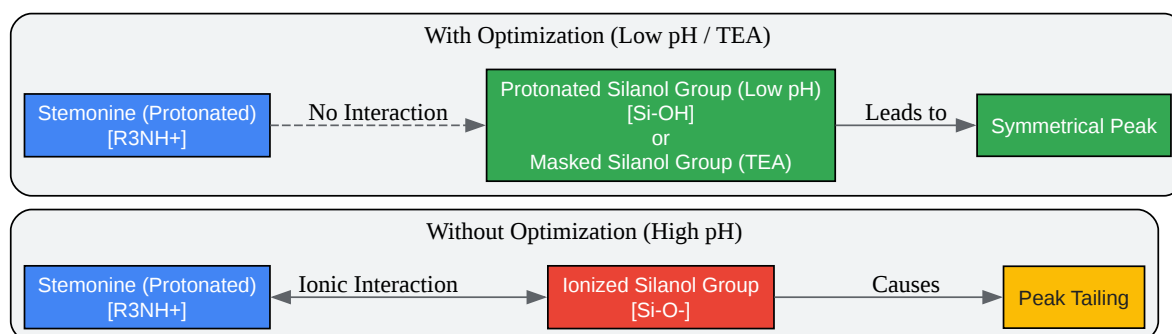 With Optimization (Low pH / TEA)
Stemonine (Protonated)
[R3NH+]
No Interaction
Protonated Silanol Group (Low pH)
[Si-OH]
or
Masked Silanol Group (TEA)
Leads to
Symmetrical Peak
Without Optimization (High pH)
Stemonine (Protonated)
[R3NH+]
Ionic Interaction
Ionized Silanol Group
[Si-O-]
Causes
Peak Tailing